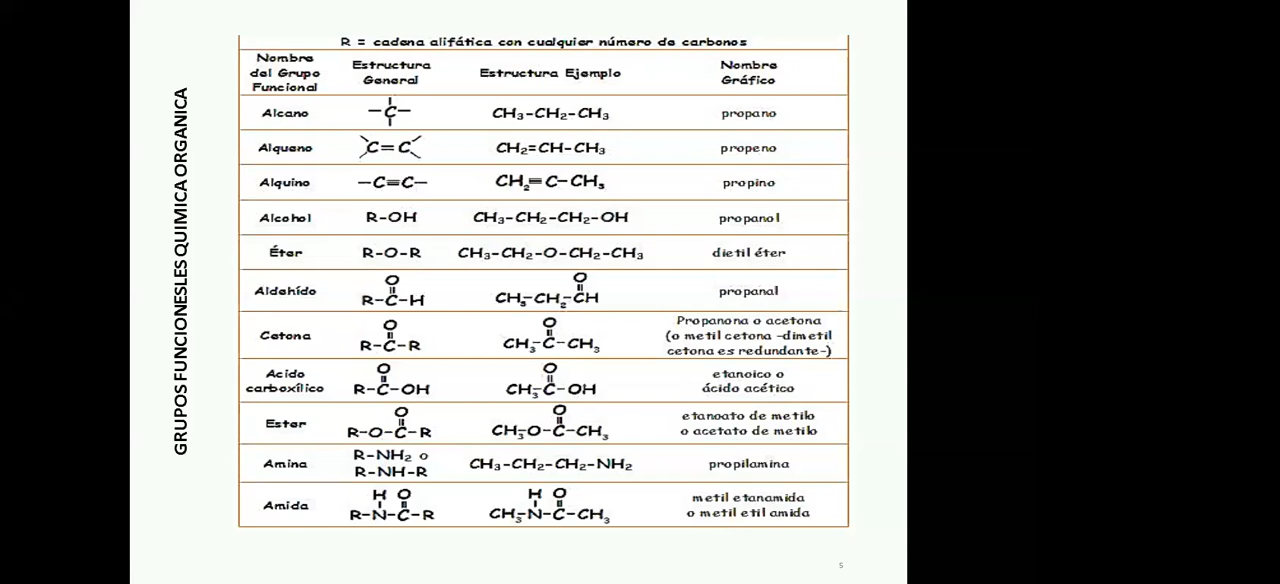 GRUPOS FUNCIONESLES QUIMICA ORGANICA
R = cadena alifática con cualquier número de carbonos
Nombre del Grupo Funcional
Estructura General
Estructura Ejemplo
Nombre Gráfico
Alcano
-C-
CH₃-CH₂-CH₃
propano
Alqueno
C=C
CH₂=CH-CH₃
propeno
Alquino
-C≡C-
CH₂≡C-CH₃
propino
Alcohol
R-OH
CH₃-CH₂-CH₂-OH
propanol
Éter
R-O-R
CH₃-CH₂-O-CH₂-CH₃
dietil éter
Aldehído
O
R-C-H
O
CH₃-CH₂-CH
propanal
Cetona
O
R-C-R
O
CH₃-C-CH₃
Propanona o acetona
(o metil cetona -dimetil
cetona es redundante-)
Acido
carboxílico
O
R-C-OH
O
CH₃-C-OH
etanoico o
ácido acético
Ester
O
R-O-C-R
O
CH₃-O-C-CH₃
etanoato de metilo
o acetato de metilo
Amina
R-NH₂ o
R-NH-R
CH₃-CH₂-CH₂-NH₂
propilamina
Amida
H O
R-N-C-R
H O
CH₃-N-C-CH₃
metil etanamida
o metil etil amida
5